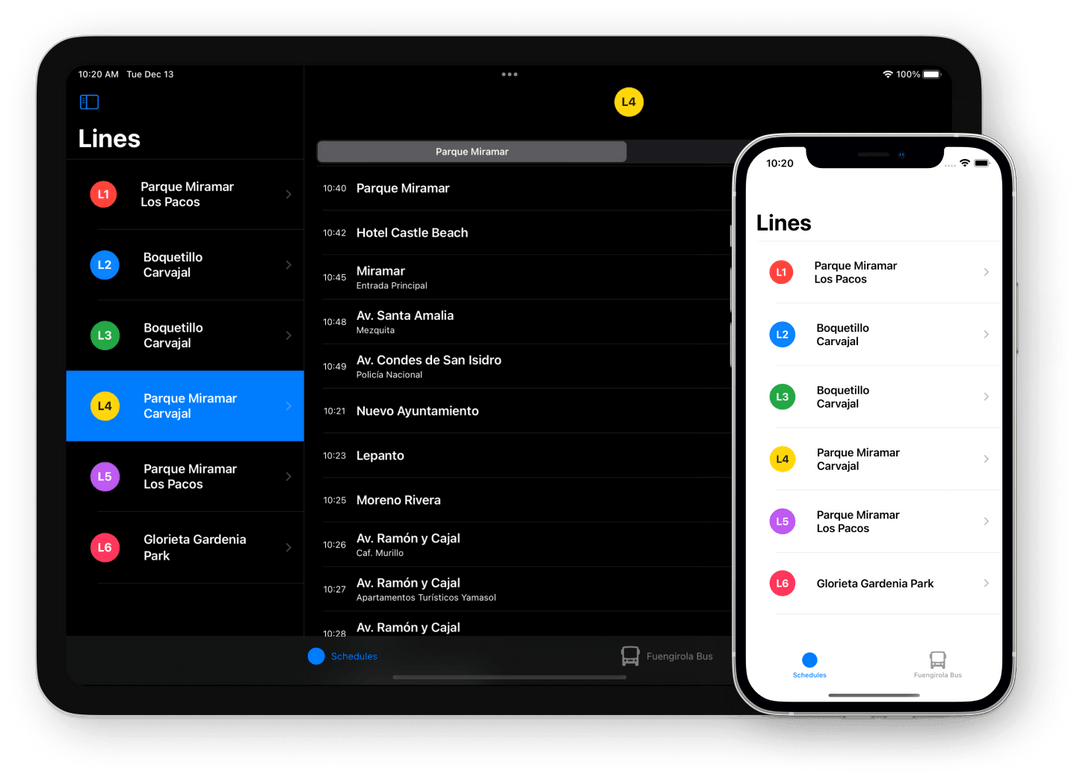 10:20 AM Tue Dec 13
100%
Lines
L1
Parque Miramar
Los Pacos
L2
Boquetillo
Carvajal
L3
Boquetillo
Carvajal
L4
Parque Miramar
Carvajal
L5
Parque Miramar
Los Pacos
L6
Glorieta Gardenia
Park
L4
Parque Miramar
10:40 Parque Miramar
10:42 Hotel Castle Beach
10:45 Miramar
Entrada Principal
10:48 Av. Santa Amalia
Mezquita
10:49 Av. Condes de San Isidro
Policía Nacional
10:21 Nuevo Ayuntamiento
10:23 Lepanto
10:25 Moreno Rivera
10:26 Av. Ramón y Cajal
Caf. Murillo
10:27 Av. Ramón y Cajal
Apartamentos Turísticos Yamasol
10:28 Av. Ramón y Cajal
Schedules
Fuengirola Bus
10:20
Lines
L1
Parque Miramar
Los Pacos
L2
Boquetillo
Carvajal
L3
Boquetillo
Carvajal
L4
Parque Miramar
Carvajal
L5
Parque Miramar
Los Pacos
L6
Glorieta Gardenia Park
Schedules
Fuengirola Bus